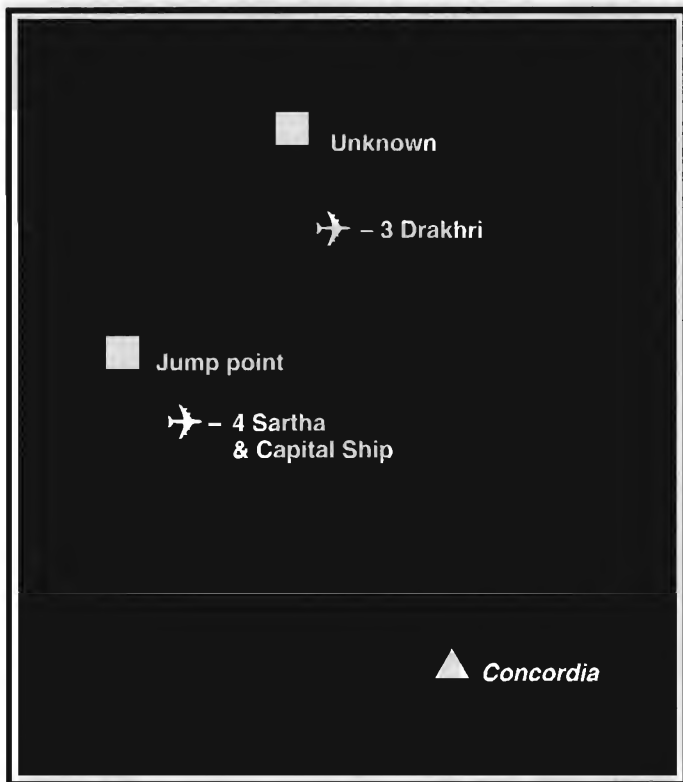 Unknown
– 3 Drakhri
Jump point
– 4 Sartha
& Capital Ship
Concordia